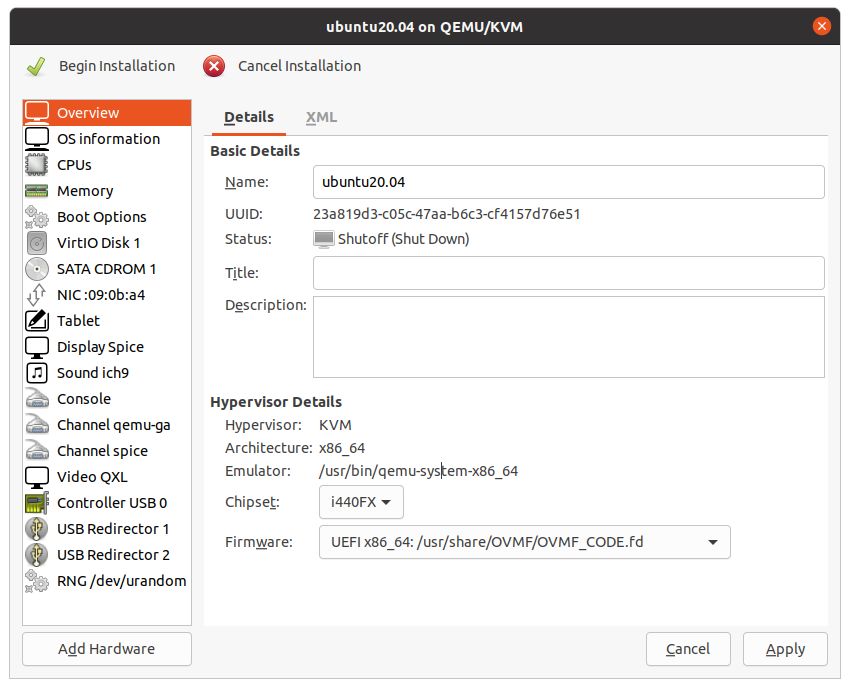 ubuntu20.04 on QEMU/KVM
Begin Installation
Cancel Installation
Overview
OS information
CPUs
Memory
Boot Options
VirtIO Disk 1
SATA CDROM 1
NIC :09:0b:a4
Tablet
Display Spice
Sound ich9
Console
Channel qemu-ga
Channel spice
Video QXL
Controller USB 0
USB Redirector 1
USB Redirector 2
RNG /dev/urandom
Add Hardware
Details XML
Basic Details
Name: ubuntu20.04
UUID: 23a819d3-c05c-47aa-b6c3-cf4157d76e51
Status: Shutoff (Shut Down)
Title:
Description:
Hypervisor Details
Hypervisor: KVM
Architecture: x86_64
Emulator: /usr/bin/qemu-system-x86_64
Chipset: i440FX
Firmware: UEFI x86_64: /usr/share/OVMF/OVMF_CODE.fd
Cancel
Apply